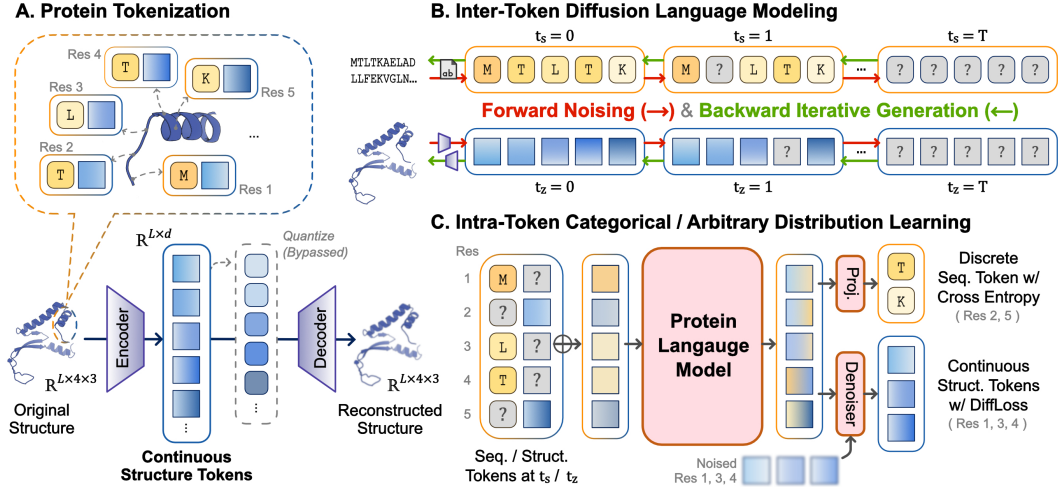 A. Protein Tokenization
Res 4
T
K
Res 5
Res 3
L
...
Res 2
T
M
Res 1
R^{L×d}
Quantize
(Bypassed)
Encoder
Decoder
R^{L×4×3}
R^{L×4×3}
Original
Structure
⋮
⋮
Reconstructed
Structure
Continuous
Structure Tokens
B. Inter-Token Diffusion Language Modeling
t_s = 0
t_s = 1
t_s = T
MTLTKAELAD
LLFEKVGLN…
ab
M T L T K
M ? L T K
...
? ? ? ? ?
Forward Noising (→) & Backward Iterative Generation (←)
?
...
? ? ? ? ?
t_z = 0
t_z = 1
t_z = T
C. Intra-Token Categorical / Arbitrary Distribution Learning
Res
1
M ?
2
?
3
L ?
4
T ?
5
?
Seq. / Struct.
Tokens at t_s / t_z
Protein
Langauge
Model
Proj.
Denoiser
T
K
Discrete
Seq. Token w/
Cross Entropy
( Res 2, 5 )
Continuous
Struct. Tokens
w/ DiffLoss
( Res 1, 3, 4 )
Noised
Res 1, 3, 4